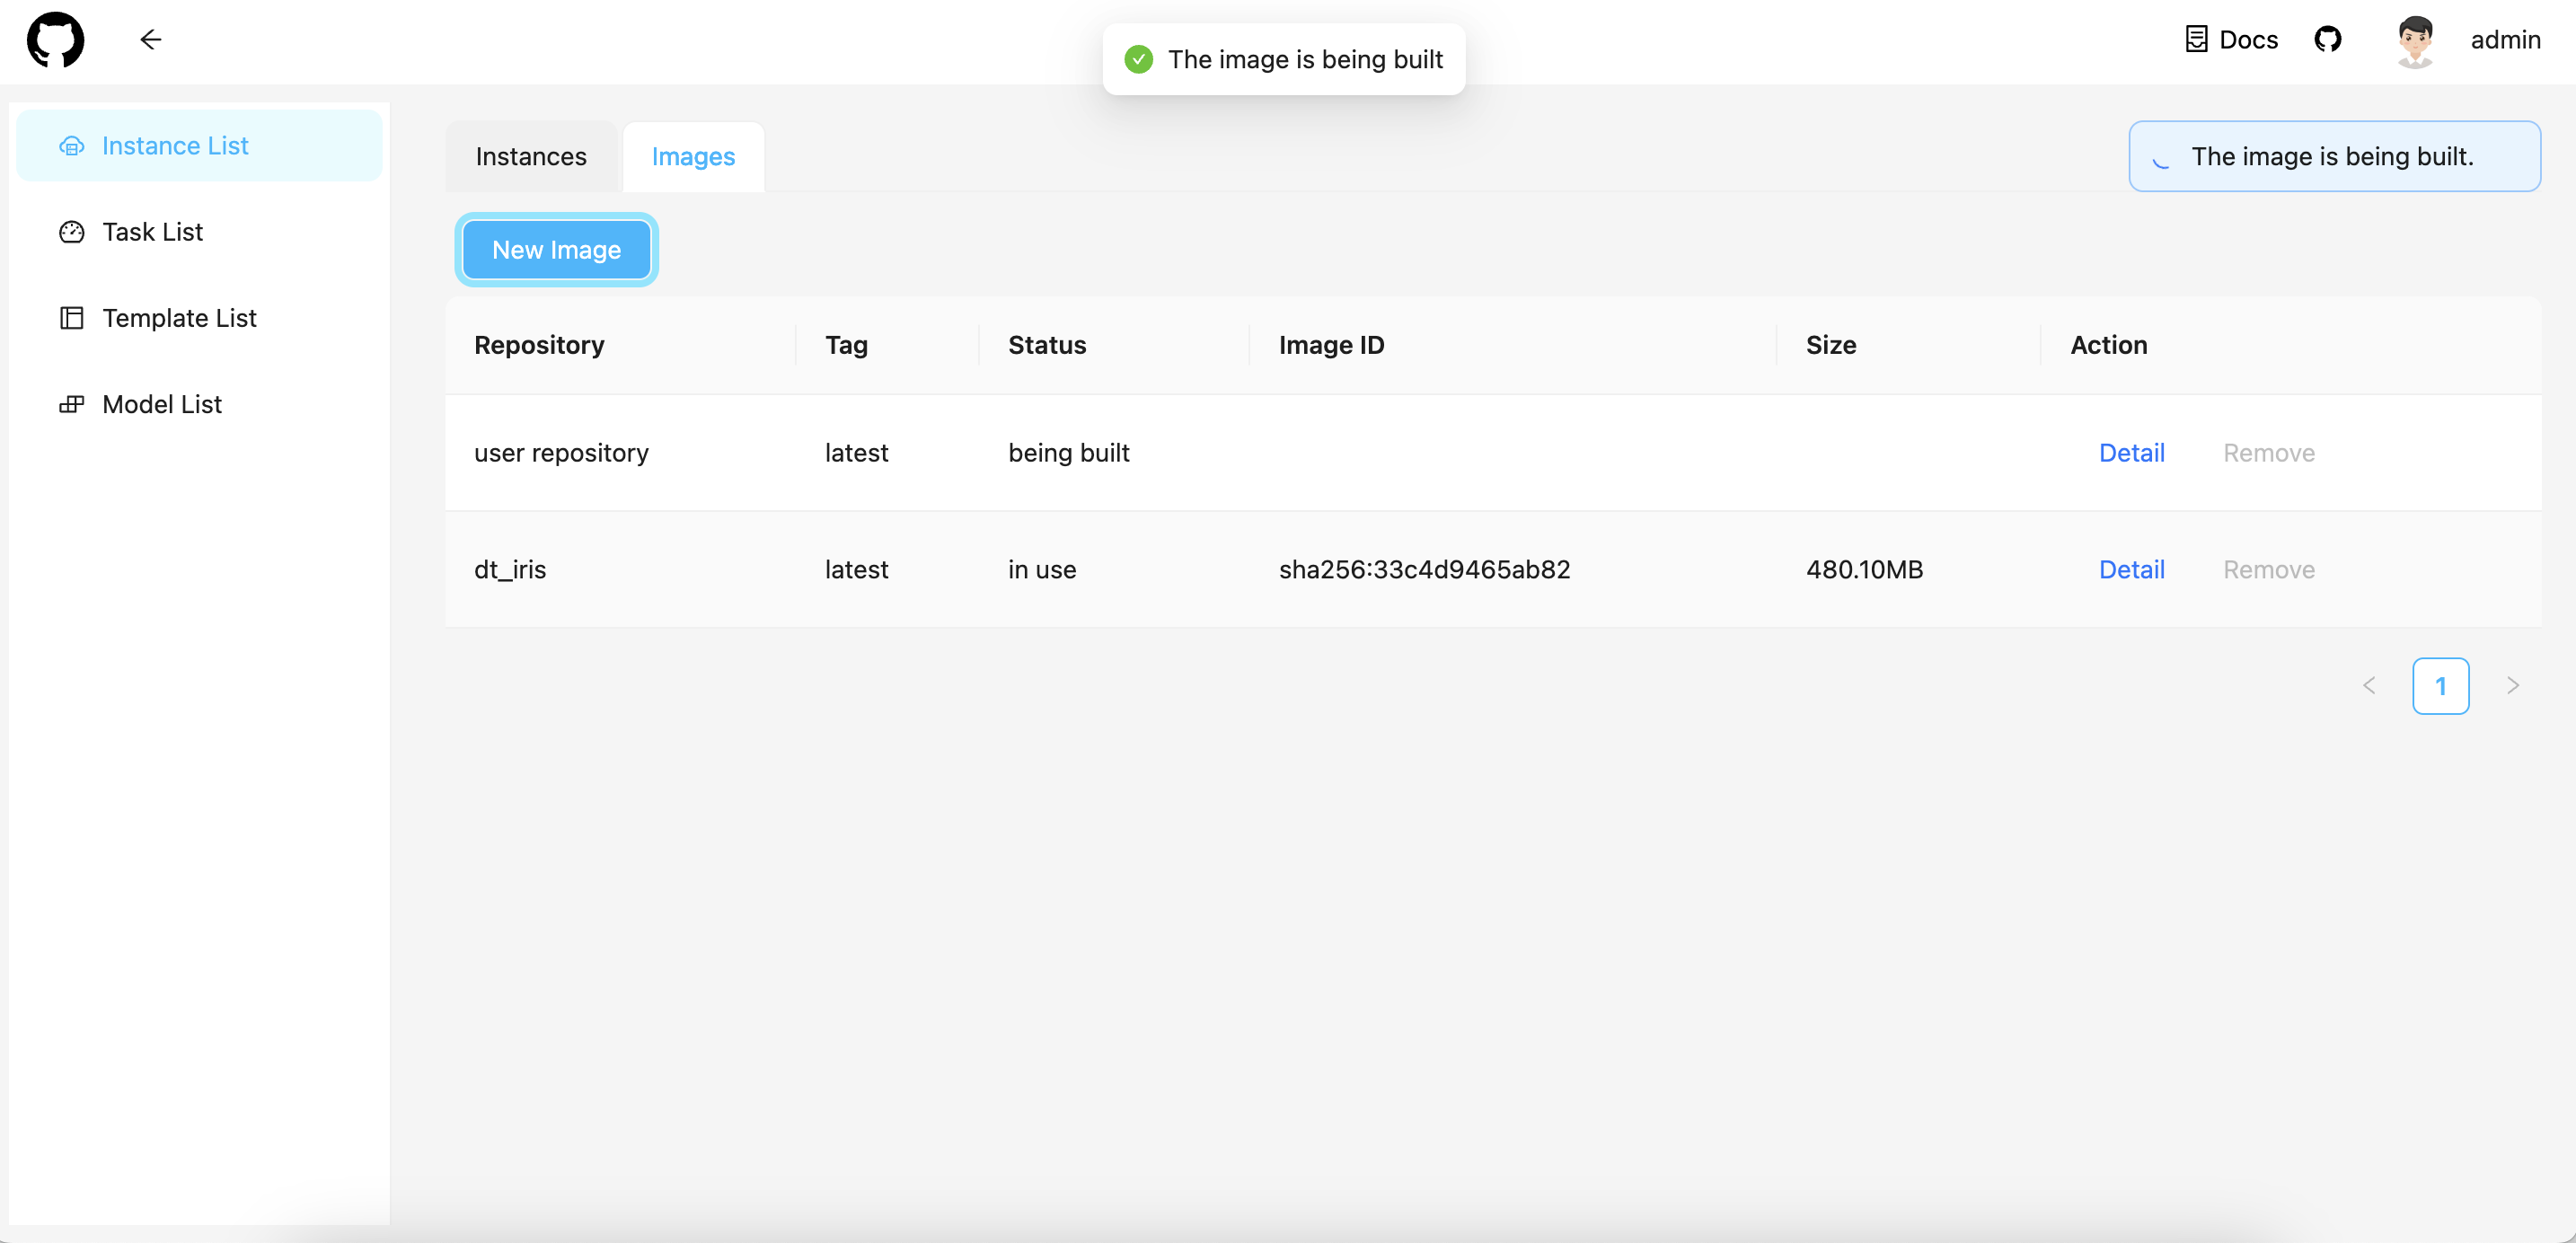 The image is being built
Docs
admin
Instance List
Task List
Template List
Model List
Instances
Images
The image is being built.
New Image
Repository Tag Status Image ID Size Action
user repository latest being built Detail Remove
dt_iris latest in use sha256:33c4d9465ab82 480.10MB Detail Remove
1